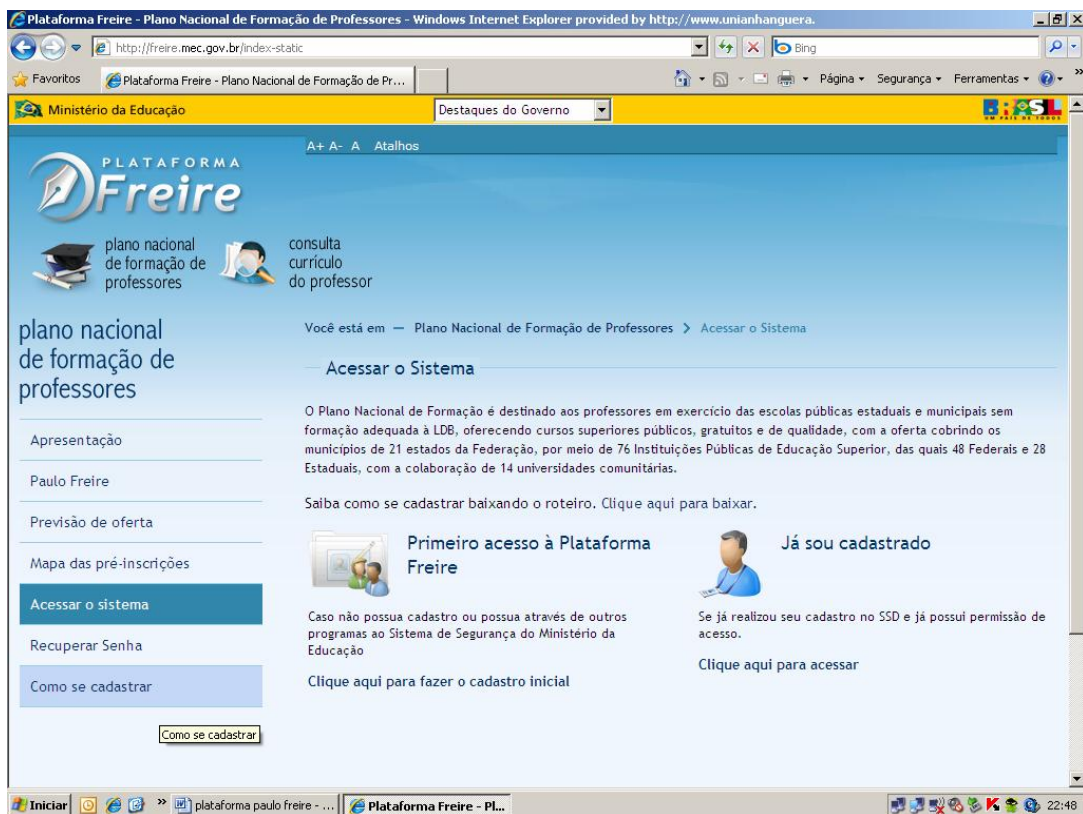 Plataforma Freire - Plano Nacional de Formação de Professores - Windows Internet Explorer provided by http://www.unianhanguera.
http://freire.mec.gov.br/index-static
Bing
Favoritos
Plataforma Freire - Plano Nacional de Formação de Pr...
Página
Segurança
Ferramentas
Ministério da Educação
Destaques do Governo
BRASIL
UM PAÍS DE TODOS
A+ A- A Atalhos
PLATAFORMA
Freire
plano nacional
de formação de
professores
consulta
currículo
do professor
plano nacional
de formação de
professores
Apresentação
Paulo Freire
Previsão de oferta
Mapa das pré-inscrições
Acessar o sistema
Recuperar Senha
Como se cadastrar
Como se cadastrar
Você está em — Plano Nacional de Formação de Professores > Acessar o Sistema
Acessar o Sistema
O Plano Nacional de Formação é destinado aos professores em exercício das escolas públicas estaduais e municipais sem
formação adequada à LDB, oferecendo cursos superiores públicos, gratuitos e de qualidade, com a oferta cobrindo os
municípios de 21 estados da Federação, por meio de 76 Instituições Públicas de Educação Superior, das quais 48 Federais e 28
Estaduais, com a colaboração de 14 universidades comunitárias.
Saiba como se cadastrar baixando o roteiro. Clique aqui para baixar.
Primeiro acesso à Plataforma
Freire
Caso não possua cadastro ou possua através de outros
programas ao Sistema de Segurança do Ministério da
Educação
Clique aqui para fazer o cadastro inicial
Já sou cadastrado
Se já realizou seu cadastro no SSD e já possui permissão de
acesso.
Clique aqui para acessar
Iniciar
plataforma paulo freire - ...
Plataforma Freire - Pl...
22:48